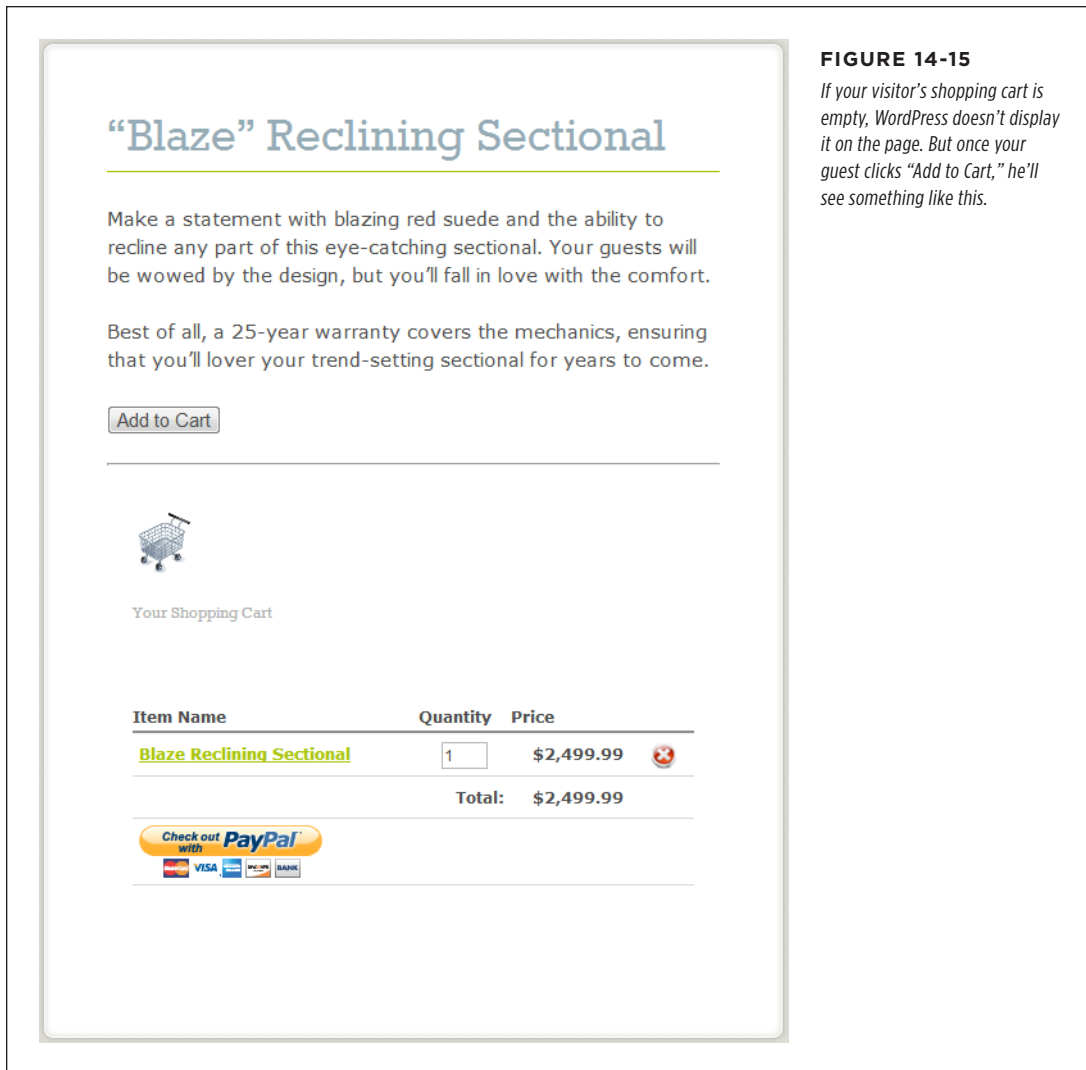 “Blaze” Reclining Sectional
Make a statement with blazing red suede and the ability to
recline any part of this eye-catching sectional. Your guests will
be wowed by the design, but you’ll fall in love with the comfort.
Best of all, a 25-year warranty covers the mechanics, ensuring
that you’ll lover your trend-setting sectional for years to come.
Add to Cart
Your Shopping Cart
Item Name Quantity Price
Blaze Reclining Sectional 1 $2,499.99
Total: $2,499.99
Check out
with PayPal
VISA BANK
FIGURE 14-15
If your visitor’s shopping cart is
empty, WordPress doesn’t display
it on the page. But once your
guest clicks “Add to Cart,” he’ll
see something like this.